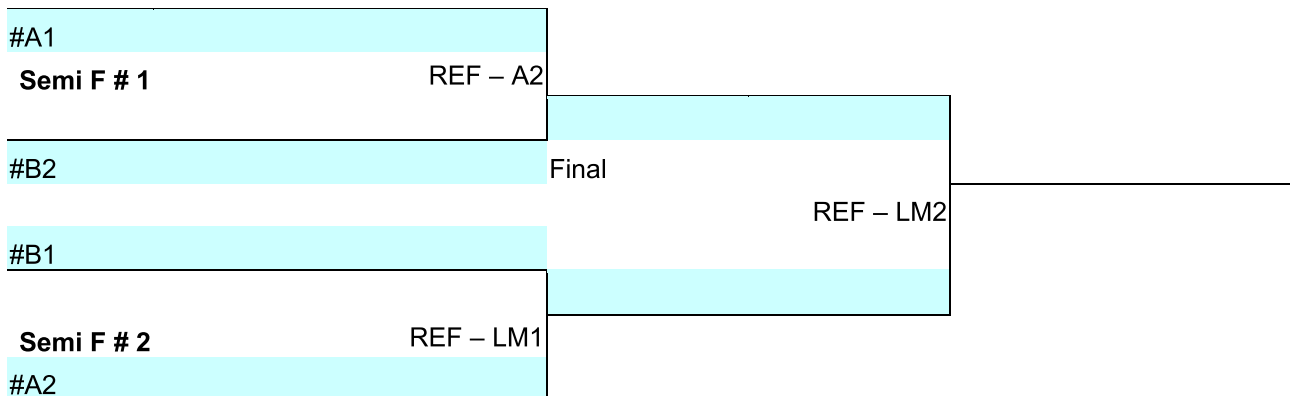 #A1
Semi F # 1
REF – A2
#B2
Final
REF – LM2
#B1
Semi F # 2
REF – LM1
#A2